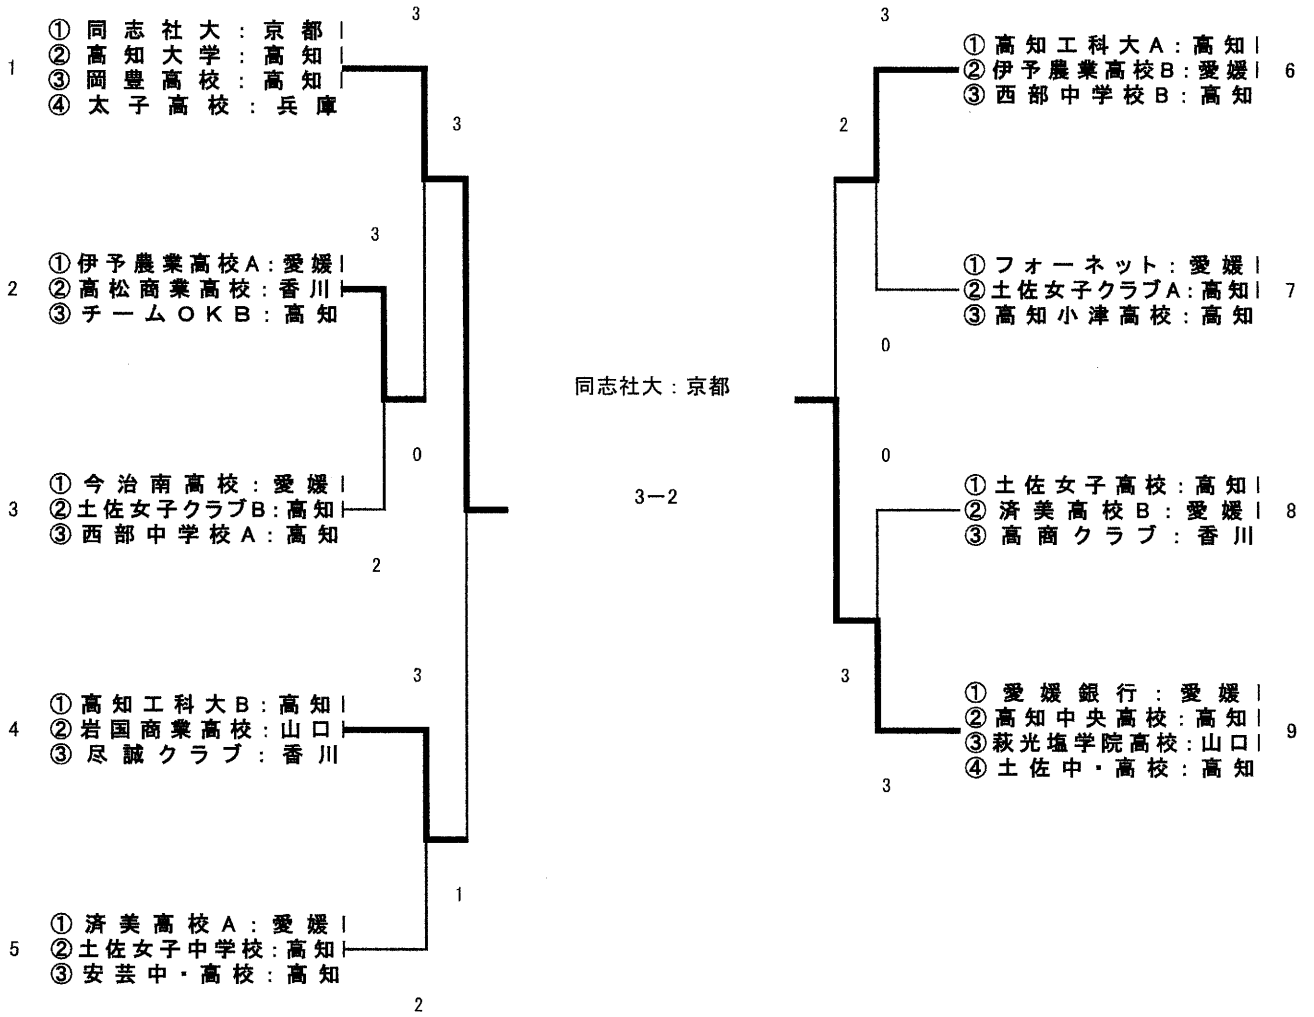 3
① 同志社大：京都
② 高知大学：高知
1
③ 岡豊高校：高知
④ 太子高校：兵庫
3
3
① 伊予農業高校A：愛媛
2
② 高松商業高校：香川
③ チームOKB：高知
0
① 今治南高校：愛媛
3
② 土佐女子クラブB：高知
③ 西部中学校A：高知
2
3
① 高知工科大B：高知
4
② 岩国商業高校：山口
③ 尽誠クラブ：香川
1
① 済美高校A：愛媛
5
② 土佐女子中学校：高知
③ 安芸中・高校：高知
2
同志社大：京都
3－2
3
① 高知工科大A：高知
② 伊予農業高校B：愛媛
6
③ 西部中学校B：高知
2
① フォーネット：愛媛
② 土佐女子クラブA：高知
7
③ 高知小津高校：高知
0
0
① 土佐女子高校：高知
② 済美高校B：愛媛
8
③ 高商クラブ：香川
3
① 愛媛銀行：愛媛
② 高知中央高校：高知
9
③ 萩光塩学院高校：山口
④ 土佐中・高校：高知
3